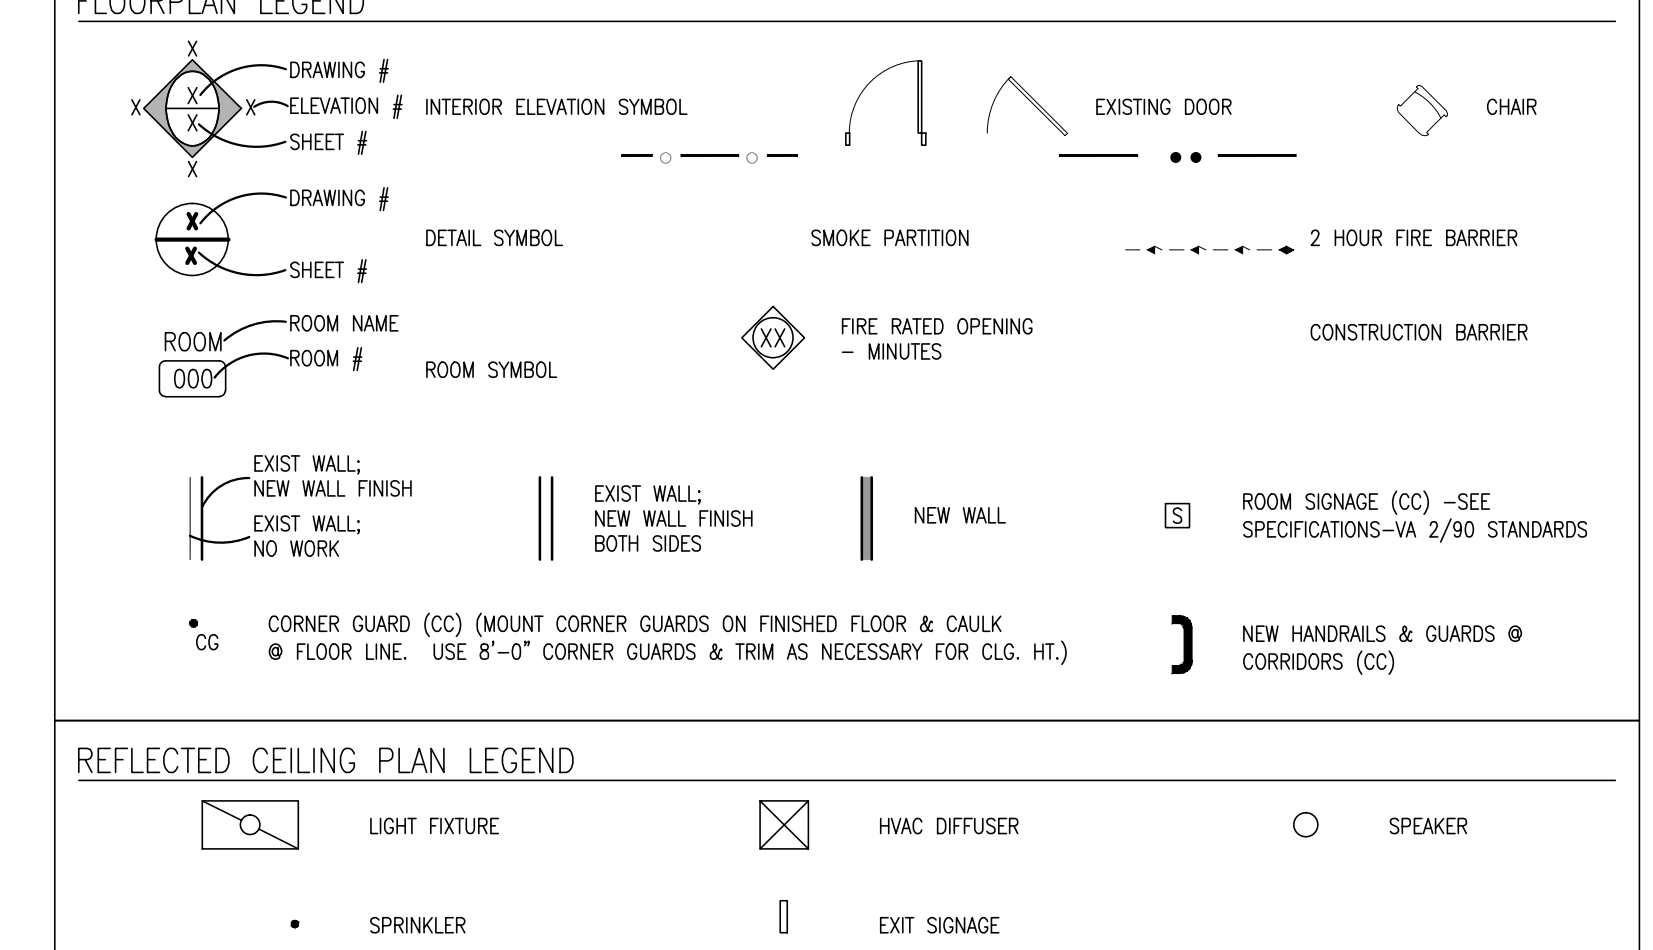 FLOORPLAN LEGEND
X
X
X
X
X
X
DRAWING #
ELEVATION #
SHEET #
INTERIOR ELEVATION SYMBOL
EXISTING DOOR
CHAIR
X
X
DRAWING #
SHEET #
DETAIL SYMBOL
SMOKE PARTITION
2 HOUR FIRE BARRIER
ROOM
000
ROOM NAME
ROOM #
ROOM SYMBOL
XX
FIRE RATED OPENING
– MINUTES
CONSTRUCTION BARRIER
EXIST WALL;
NEW WALL FINISH
EXIST WALL;
NO WORK
EXIST WALL;
NEW WALL FINISH
BOTH SIDES
NEW WALL
S
ROOM SIGNAGE (CC) –SEE
SPECIFICATIONS–VA 2/90 STANDARDS
CG
CORNER GUARD (CC) (MOUNT CORNER GUARDS ON FINISHED FLOOR & CAULK
@ FLOOR LINE. USE 8'–0" CORNER GUARDS & TRIM AS NECESSARY FOR CLG. HT.)
NEW HANDRAILS & GUARDS @
CORRIDORS (CC)
REFLECTED CEILING PLAN LEGEND
LIGHT FIXTURE
HVAC DIFFUSER
SPEAKER
SPRINKLER
EXIT SIGNAGE